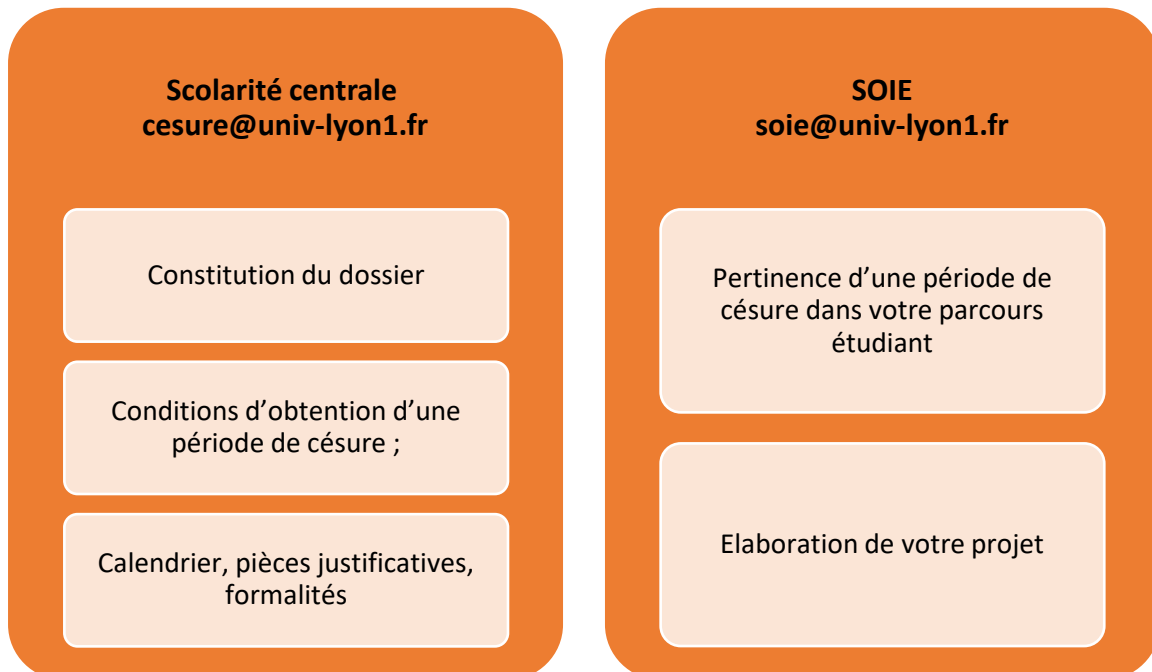 Scolarité centrale
cesure@univ-lyon1.fr
Constitution du dossier
Conditions d’obtention d’une
période de césure ;
Calendrier, pièces justificatives,
formalités
SOIE
soie@univ-lyon1.fr
Pertinence d’une période de
césure dans votre parcours
étudiant
Elaboration de votre projet